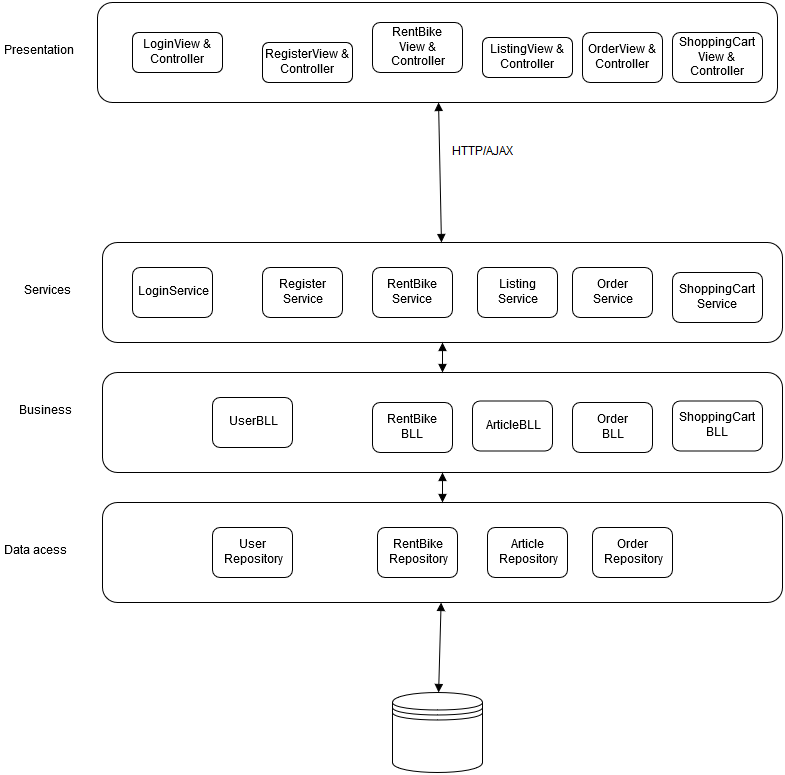 Presentation
LoginView &
Controller
RegisterView &
Controller
RentBike
View &
Controller
ListingView &
Controller
OrderView &
Controller
ShoppingCart
View &
Controller
HTTP/AJAX
Services
LoginService
Register
Service
RentBike
Service
Listing
Service
Order
Service
ShoppingCart
Service
Business
UserBLL
RentBike
BLL
ArticleBLL
Order
BLL
ShoppingCart
BLL
Data acess
User
Repository
RentBike
Repository
Article
Repository
Order
Repository